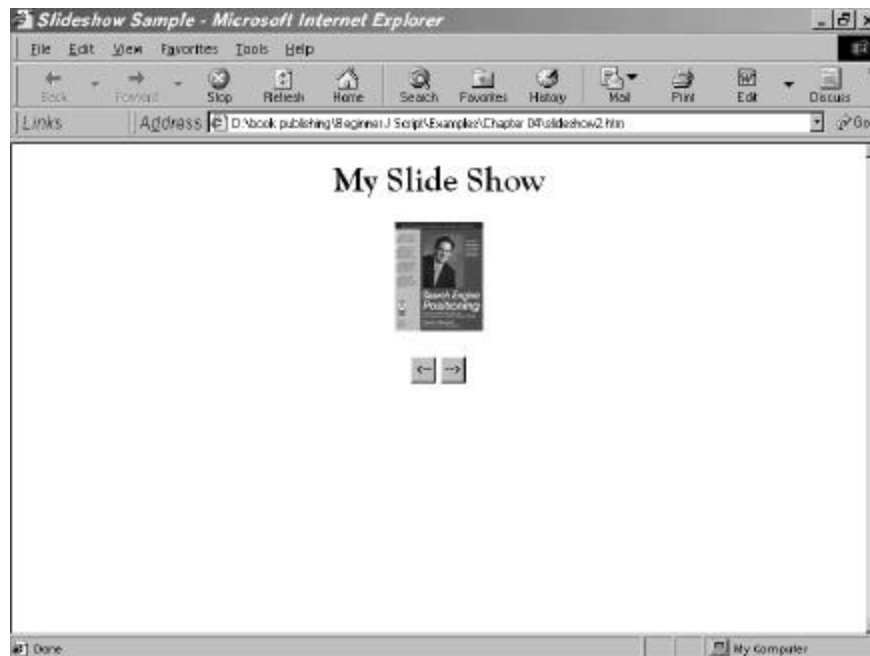 Slideshow Sample - Microsoft Internet Explorer
File Edit View Favorites Tools Help
Back Forward Stop Refresh Home Search Favorites History Mail Print Edit Discuss
Links Address D:\book publishing\Beginner J Script\Examples\Chapter 04\slideshow2.htm Go
My Slide Show
Search Engine
Positioning
<-- -->
Done My Computer